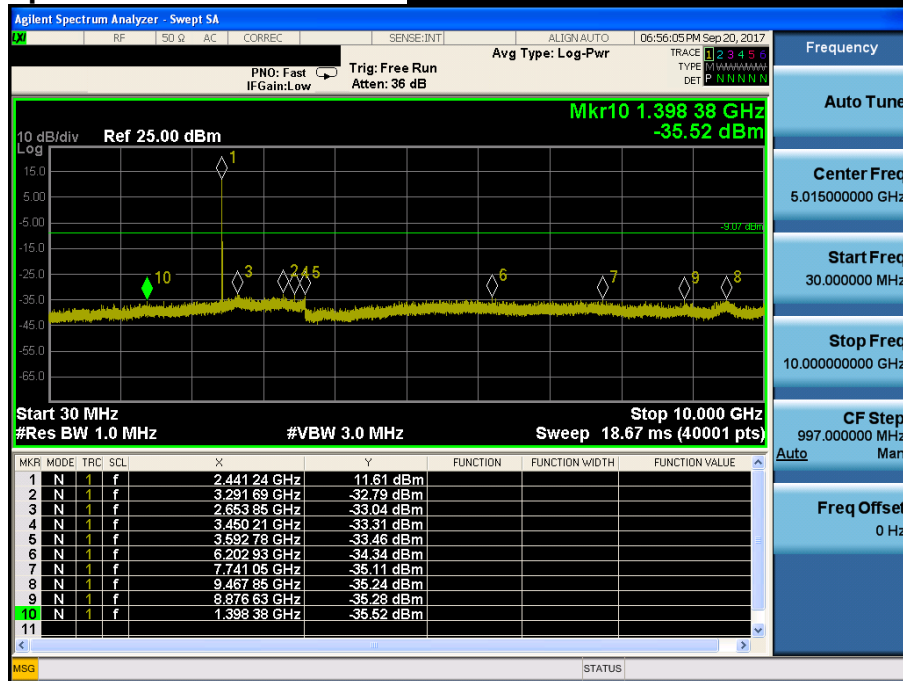 Agilent Spectrum Analyzer - Swept SA
LXI RF 50 Ω AC CORREC SENSE:INT ALIGN AUTO 06:56:05 PM Sep 20, 2017
Avg Type: Log-Pwr
TRACE 1 2 3 4 5 6
PNO: Fast Trig: Free Run
TYPE M WWWWW
IFGain:Low Atten: 36 dB
DET P N N N N N
Mkr10 1.398 38 GHz
-35.52 dBm
10 dB/div Ref 25.00 dBm
Log
15.0
5.00
-5.00
-15.0
-25.0
-35.0
-45.0
-55.0
-65.0
-9.07 dBm
1
10
3
2
4
5
6
7
9
8
Start 30 MHz Stop 10.000 GHz
#Res BW 1.0 MHz #VBW 3.0 MHz Sweep 18.67 ms (40001 pts)
MKR MODE TRC SCL X Y FUNCTION FUNCTION WIDTH FUNCTION VALUE
1 N 1 f 2.441 24 GHz 11.61 dBm
2 N 1 f 3.291 69 GHz -32.79 dBm
3 N 1 f 2.653 85 GHz -33.04 dBm
4 N 1 f 3.450 21 GHz -33.31 dBm
5 N 1 f 3.592 78 GHz -33.46 dBm
6 N 1 f 6.202 93 GHz -34.34 dBm
7 N 1 f 7.741 05 GHz -35.11 dBm
8 N 1 f 9.467 85 GHz -35.24 dBm
9 N 1 f 8.876 63 GHz -35.28 dBm
10 N 1 f 1.398 38 GHz -35.52 dBm
11
MSG STATUS
Frequency
Auto Tune
Center Freq
5.015000000 GHz
Start Freq
30.000000 MHz
Stop Freq
10.000000000 GHz
CF Step
997.000000 MHz
Auto Man
Freq Offset
0 Hz